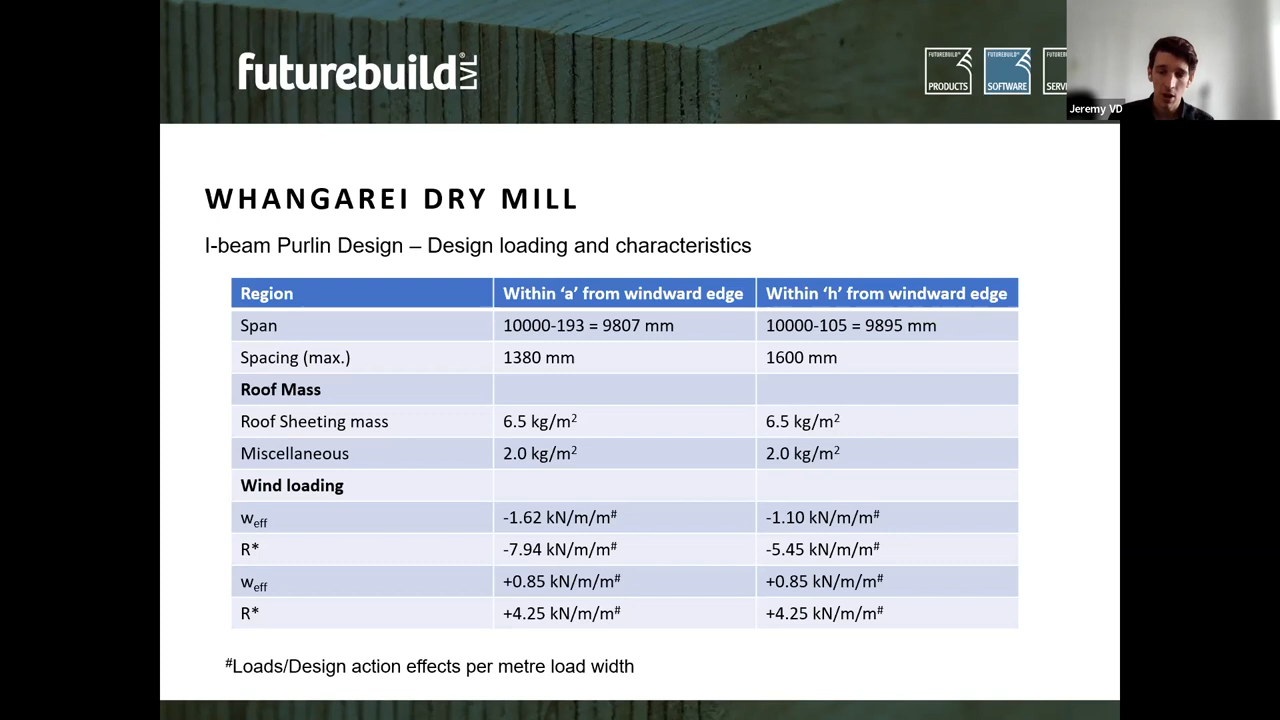 futurebuild LVL®
FUTUREBUILD® PRODUCTS
FUTUREBUILD® SOFTWARE
Jeremy VD
WHANGAREI DRY MILL
I-beam Purlin Design – Design loading and characteristics
Region Within ‘a’ from windward edge Within ‘h’ from windward edge
Span 10000-193 = 9807 mm 10000-105 = 9895 mm
Spacing (max.) 1380 mm 1600 mm
Roof Mass
Roof Sheeting mass 6.5 kg/m² 6.5 kg/m²
Miscellaneous 2.0 kg/m² 2.0 kg/m²
Wind loading
weff -1.62 kN/m/m# -1.10 kN/m/m#
R* -7.94 kN/m/m# -5.45 kN/m/m#
weff +0.85 kN/m/m# +0.85 kN/m/m#
R* +4.25 kN/m/m# +4.25 kN/m/m#
#Loads/Design action effects per metre load width